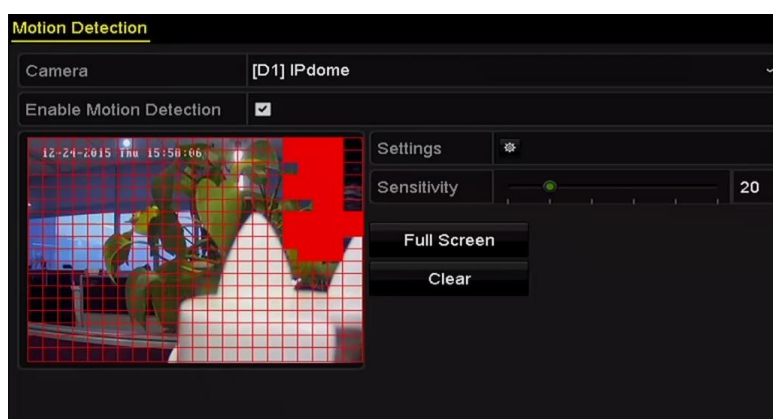 Motion Detection
Camera [D1] IPdome
Enable Motion Detection
12-24-2015 Thu 15:58:06
Settings
Sensitivity 20
Full Screen
Clear